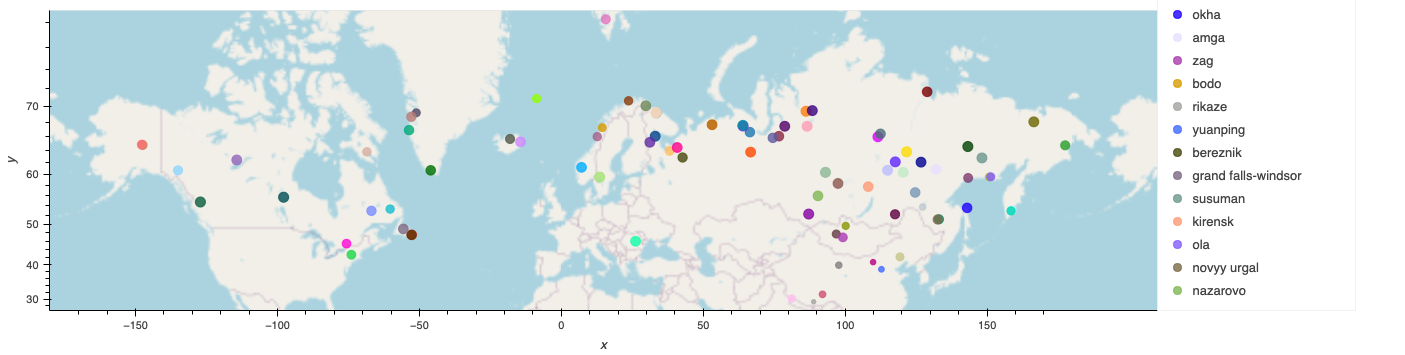 70
60
50
40
30
y
−150
−100
−50
0
50
100
150
x
okha
amga
zag
bodo
rikaze
yuanping
bereznik
grand falls-windsor
susuman
kirensk
ola
novyy urgal
nazarovo